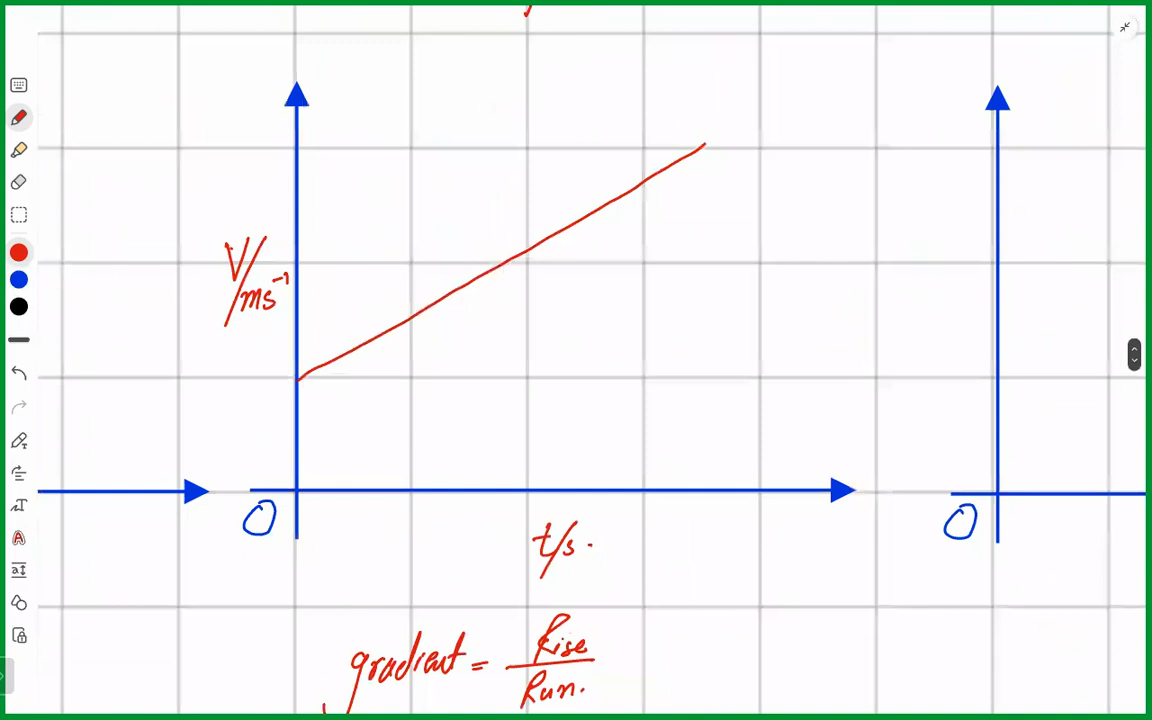 V/ms⁻¹
O
O
t/s.
gradient = Rise/Run.